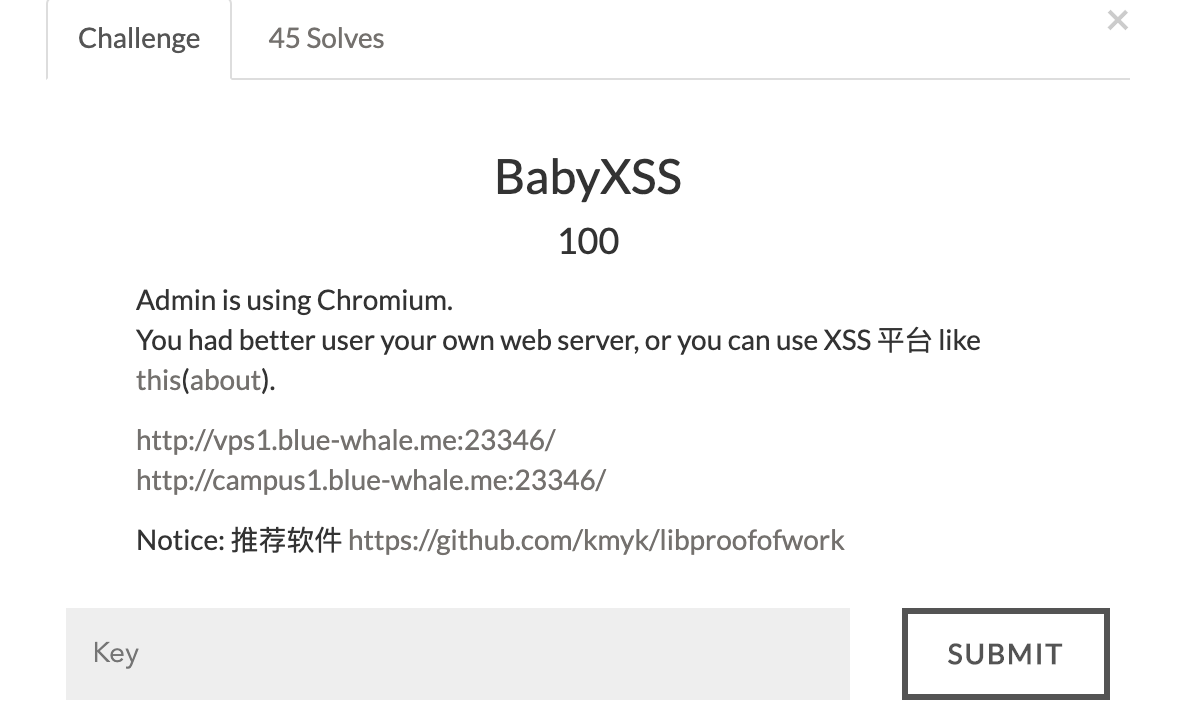 Challenge
45 Solves
×
BabyXSS
100
Admin is using Chromium.
You had better user your own web server, or you can use XSS 平台 like
this(about).
http://vps1.blue-whale.me:23346/
http://campus1.blue-whale.me:23346/
Notice: 推荐软件 https://github.com/kmyk/libproofofwork
Key
SUBMIT